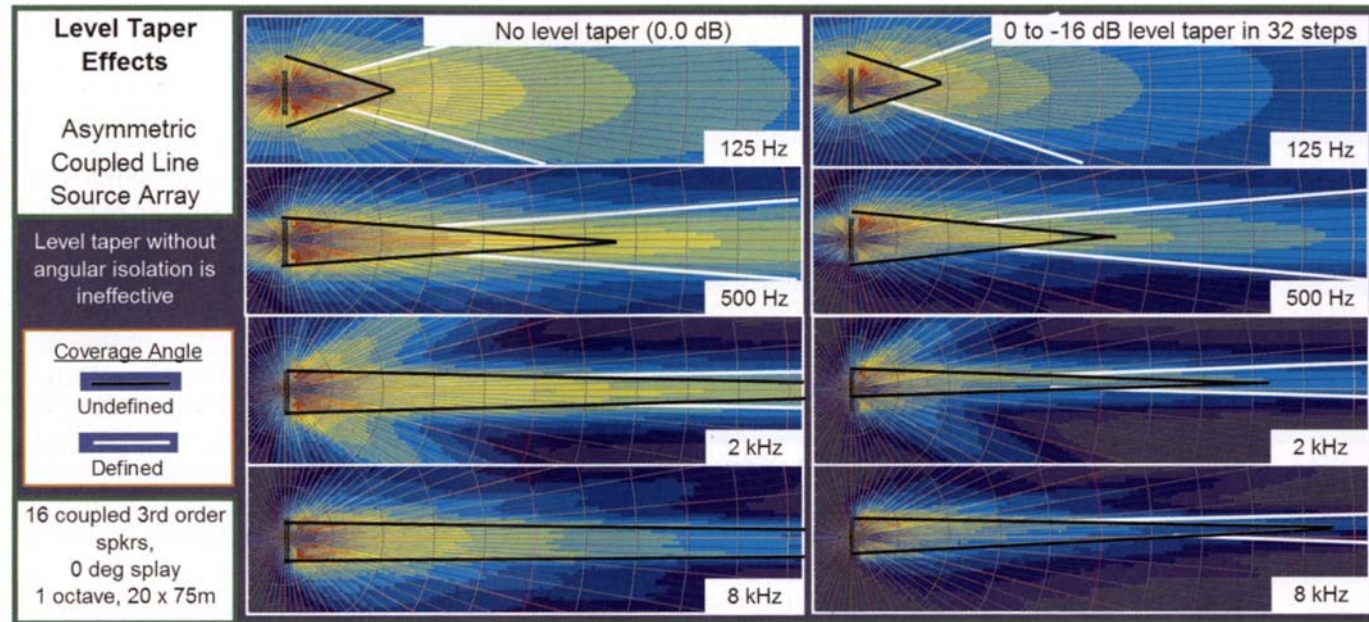 Level Taper
Effects
Asymmetric
Coupled Line
Source Array
Level taper without
angular isolation is
ineffective
Coverage Angle
Undefined
Defined
16 coupled 3rd order
spkrs,
0 deg splay
1 octave, 20 x 75m
No level taper (0.0 dB)
125 Hz
500 Hz
2 kHz
8 kHz
0 to -16 dB level taper in 32 steps
125 Hz
500 Hz
2 kHz
8 kHz